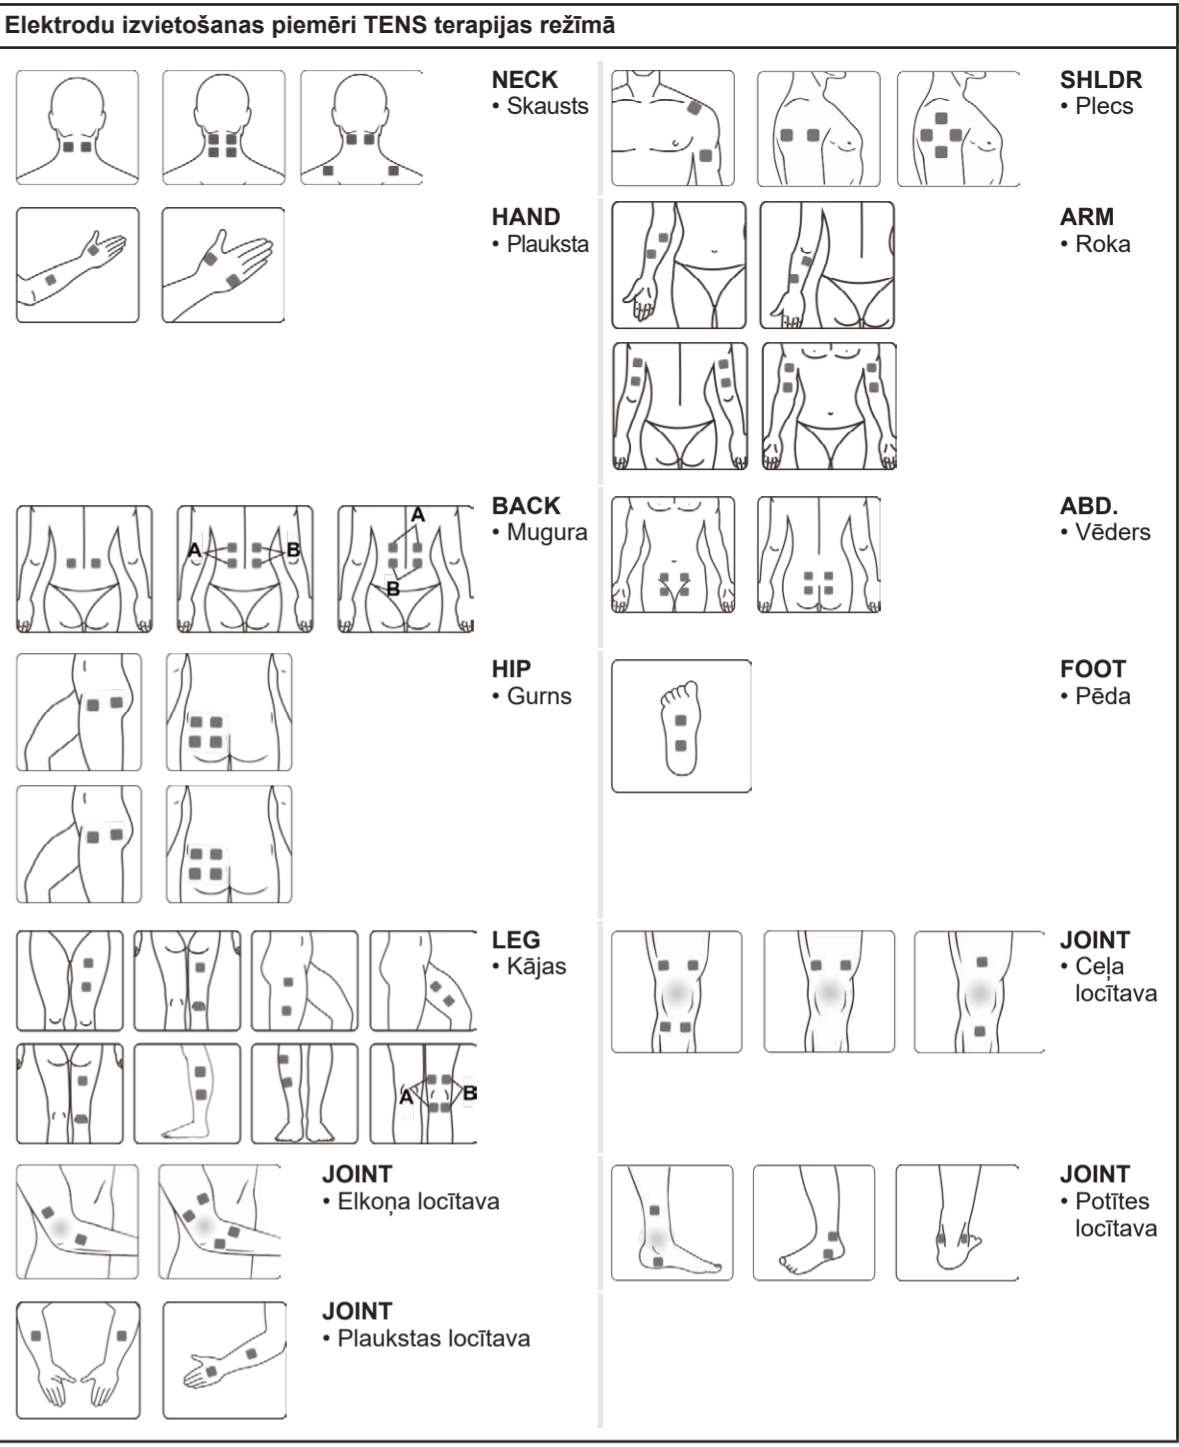 Elektrodu izvietošanas piemēri TENS terapijas režīmā
NECK
• Skausts
SHLDR
• Plecs
HAND
• Plauksta
ARM
• Roka
BACK
• Mugura
A
B
A
B
ABD.
• Vēders
HIP
• Gurns
FOOT
• Pēda
LEG
• Kājas
A
B
JOINT
• Ceļa
locītava
JOINT
• Elkoņa locītava
JOINT
• Potītes
locītava
JOINT
• Plaukstas locītava